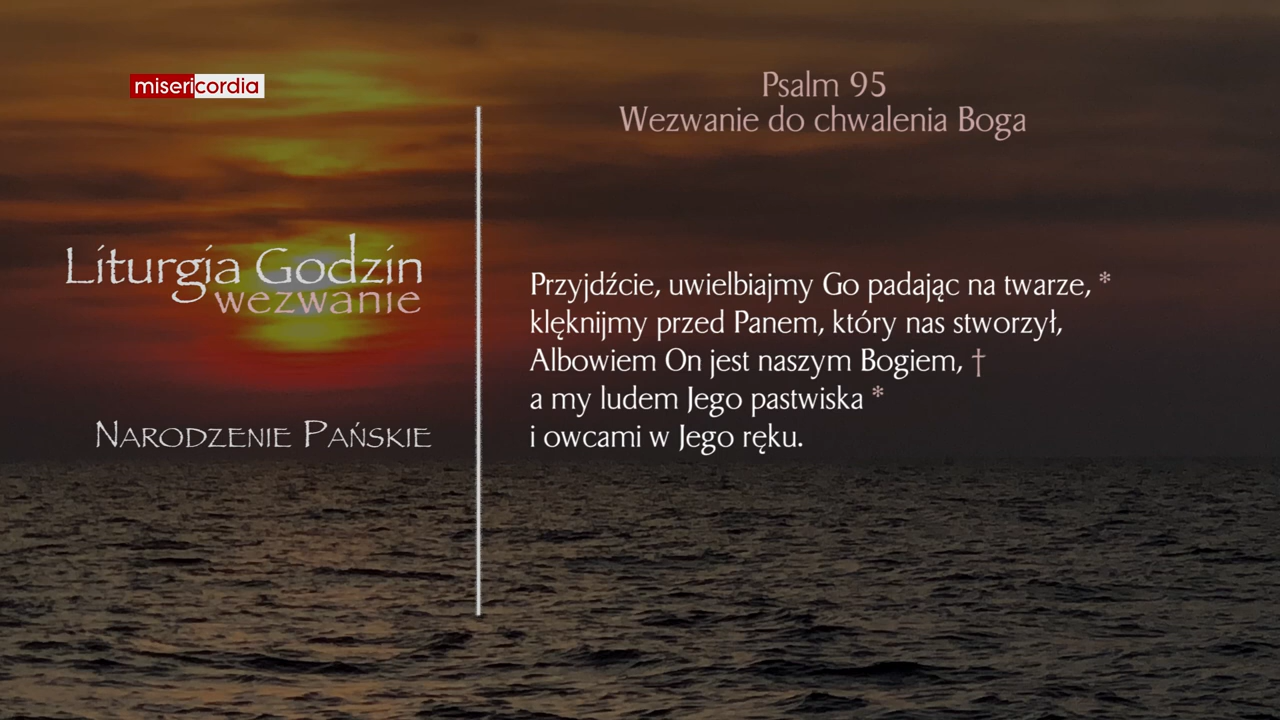 misericordia
Liturgia Godzin
wezwanie
Narodzenie Pańskie
Psalm 95
Wezwanie do chwalenia Boga
Przyjdźcie, uwielbiajmy Go padając na twarze, *
klęknijmy przed Panem, który nas stworzył,
Albowiem On jest naszym Bogiem, †
a my ludem Jego pastwiska *
i owcami w Jego ręku.